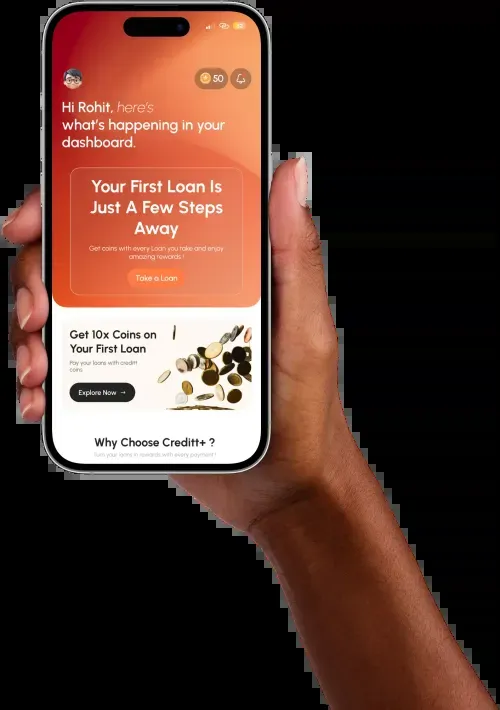 50
Hi Rohit, here's
what's happening in your
dashboard.
Your First Loan Is
Just A Few Steps
Away
Get coins with every Loan you take and enjoy
amazing rewards !
Take a Loan
Get 10x Coins on
Your First Loan
Pay your loans with creditt
coins
Explore Now →
Why Choose Creditt+ ?
Turn your loans in rewards with every payment !